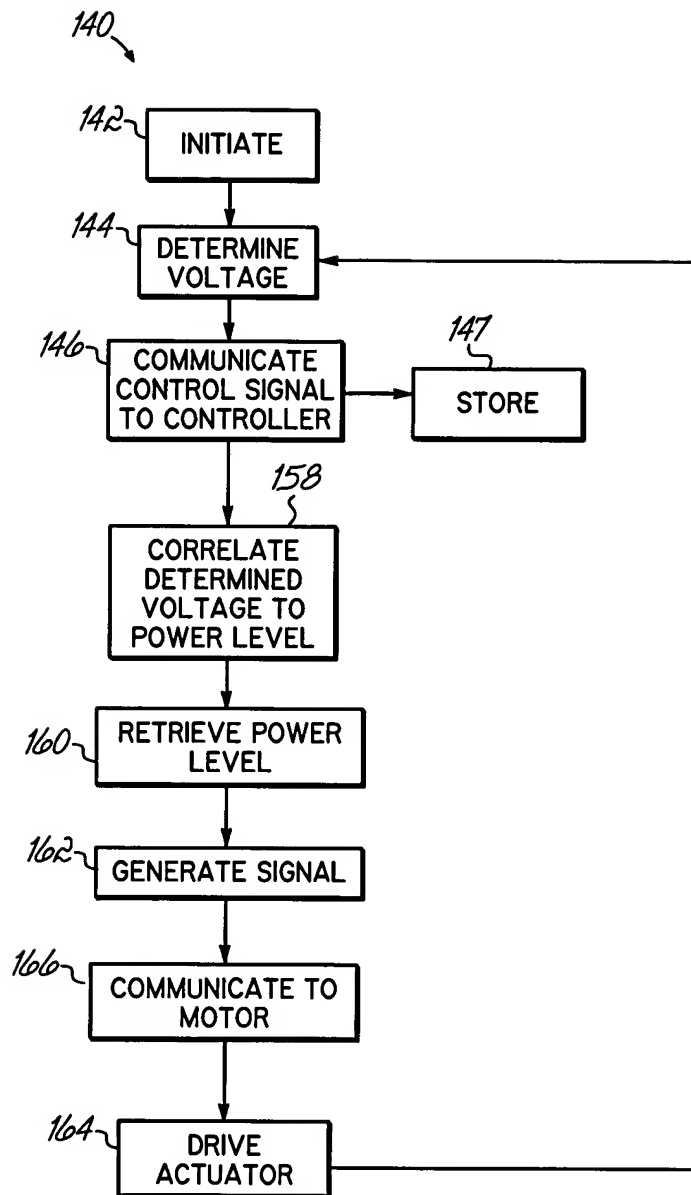 140
142
INITIATE
144
DETERMINE
VOLTAGE
146
COMMUNICATE
CONTROL SIGNAL
TO CONTROLLER
147
STORE
158
CORRELATE
DETERMINED
VOLTAGE TO
POWER LEVEL
160
RETRIEVE POWER
LEVEL
162
GENERATE SIGNAL
166
COMMUNICATE TO
MOTOR
164
DRIVE
ACTUATOR